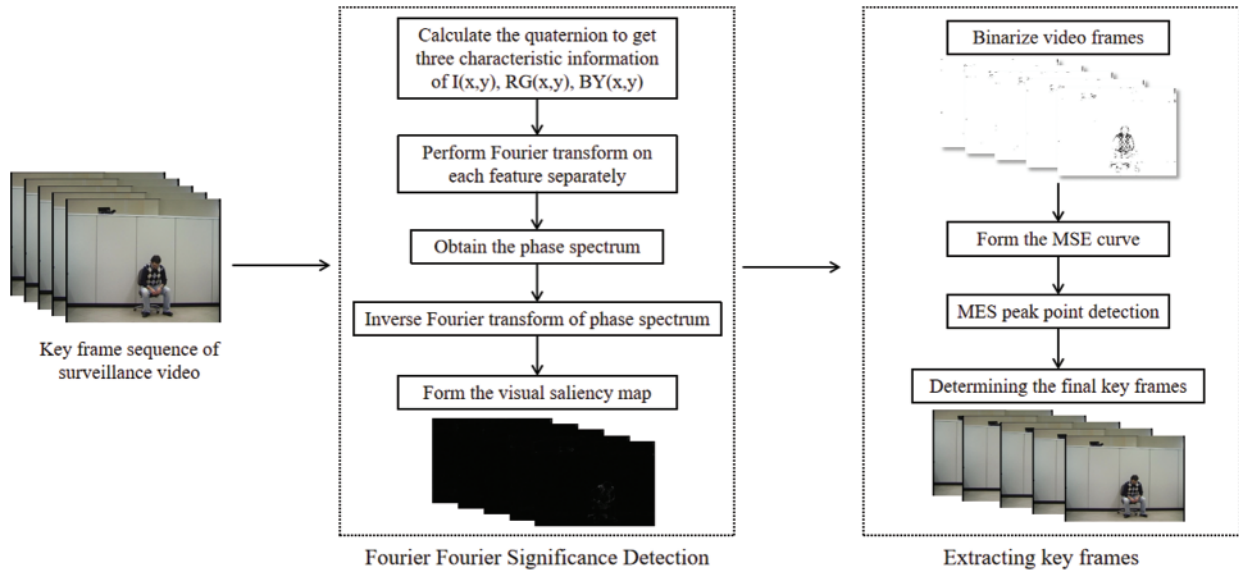 Key frame sequence of
surveillance video
Calculate the quaternion to get
three characteristic information
of I(x,y), RG(x,y), BY(x,y)
Perform Fourier transform on
each feature separately
Obtain the phase spectrum
Inverse Fourier transform of phase spectrum
Form the visual saliency map
Fourier Fourier Significance Detection
Binarize video frames
Form the MSE curve
MES peak point detection
Determining the final key frames
Extracting key frames